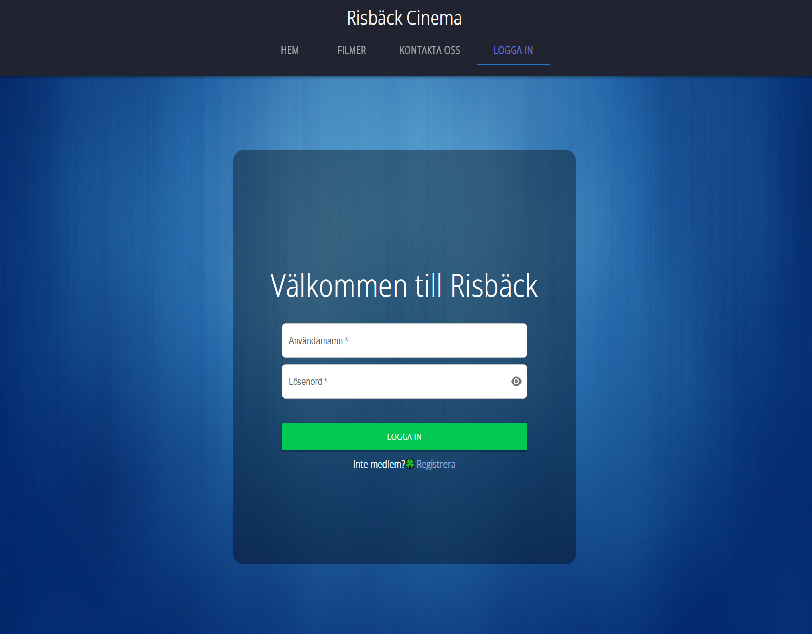 Risbäck Cinema
HEM FILMER KONTAKTA OSS LOGGA IN
Välkommen till Risbäck
Användarnamn *
Lösenord *
LOGGA IN
Inte medlem? Registrera